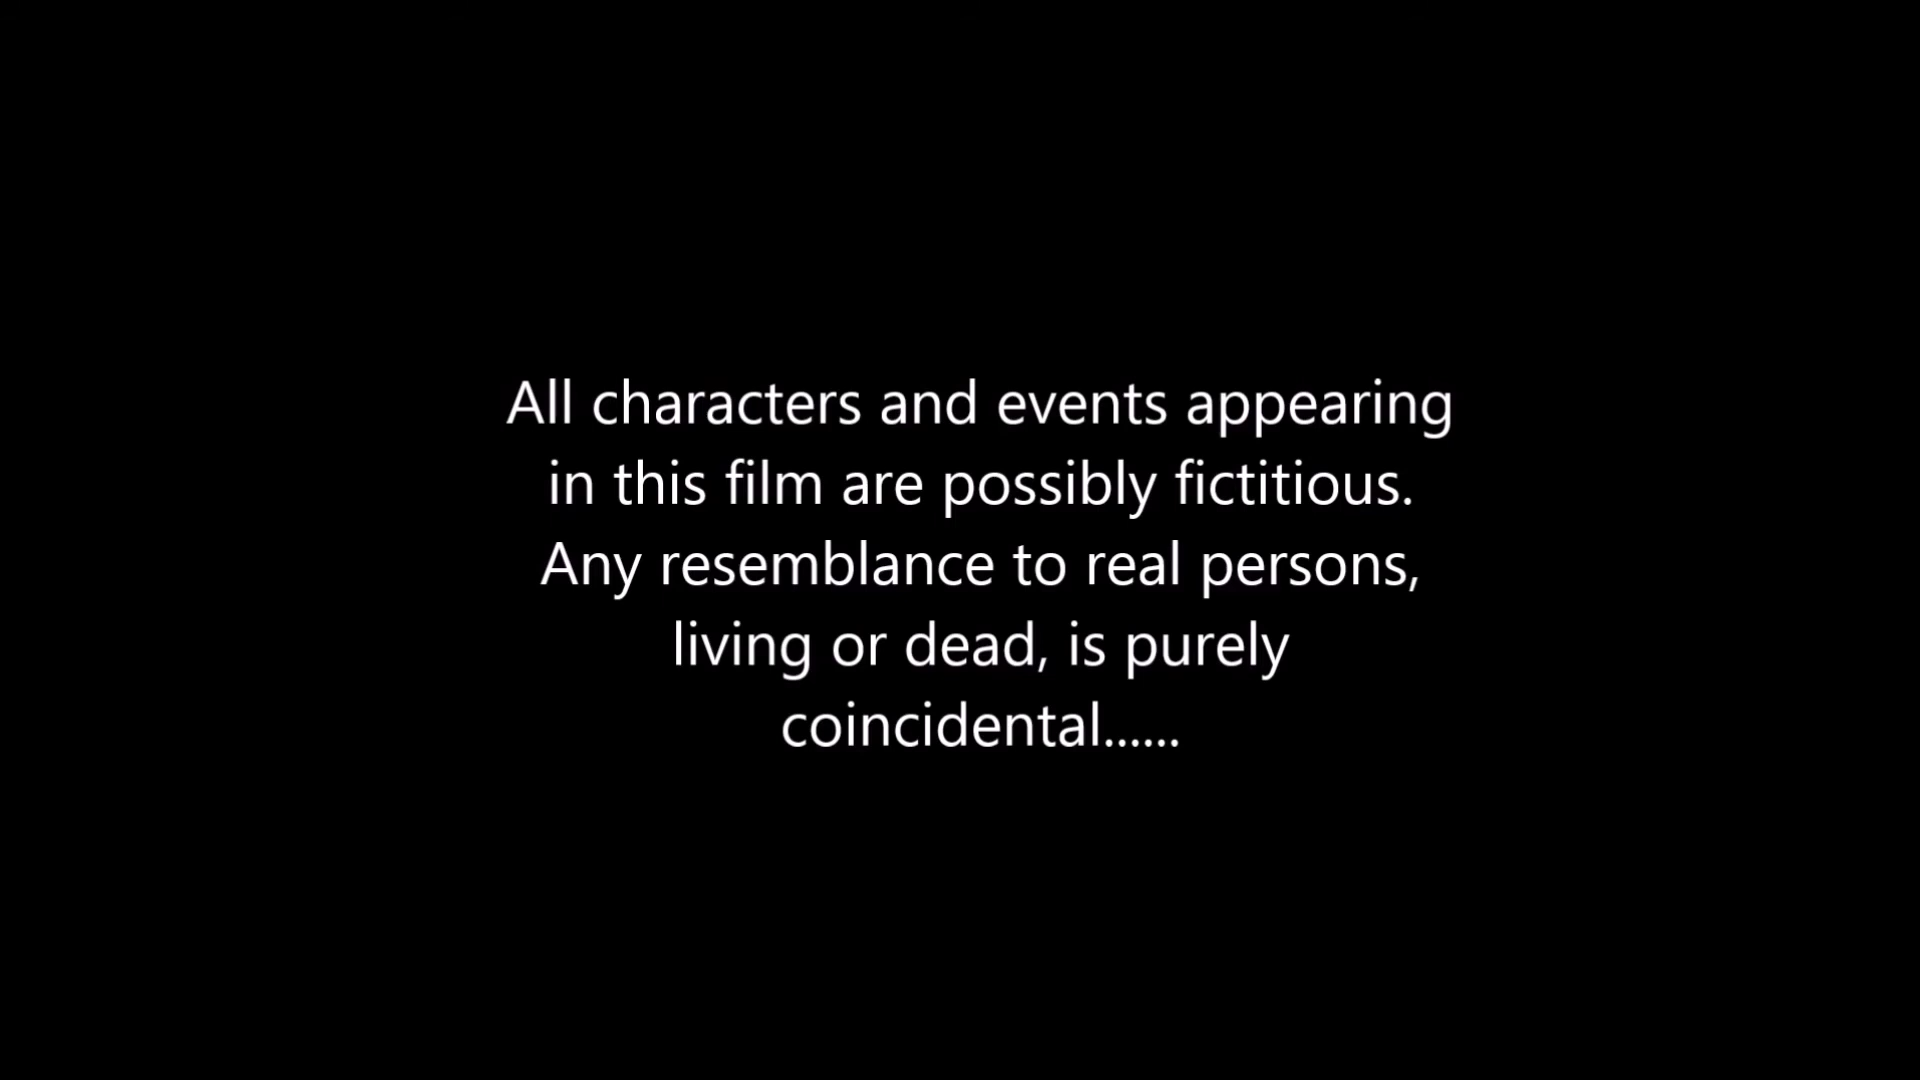 All characters and events appearing
in this film are possibly fictitious.
Any resemblance to real persons,
living or dead, is purely
coincidental......